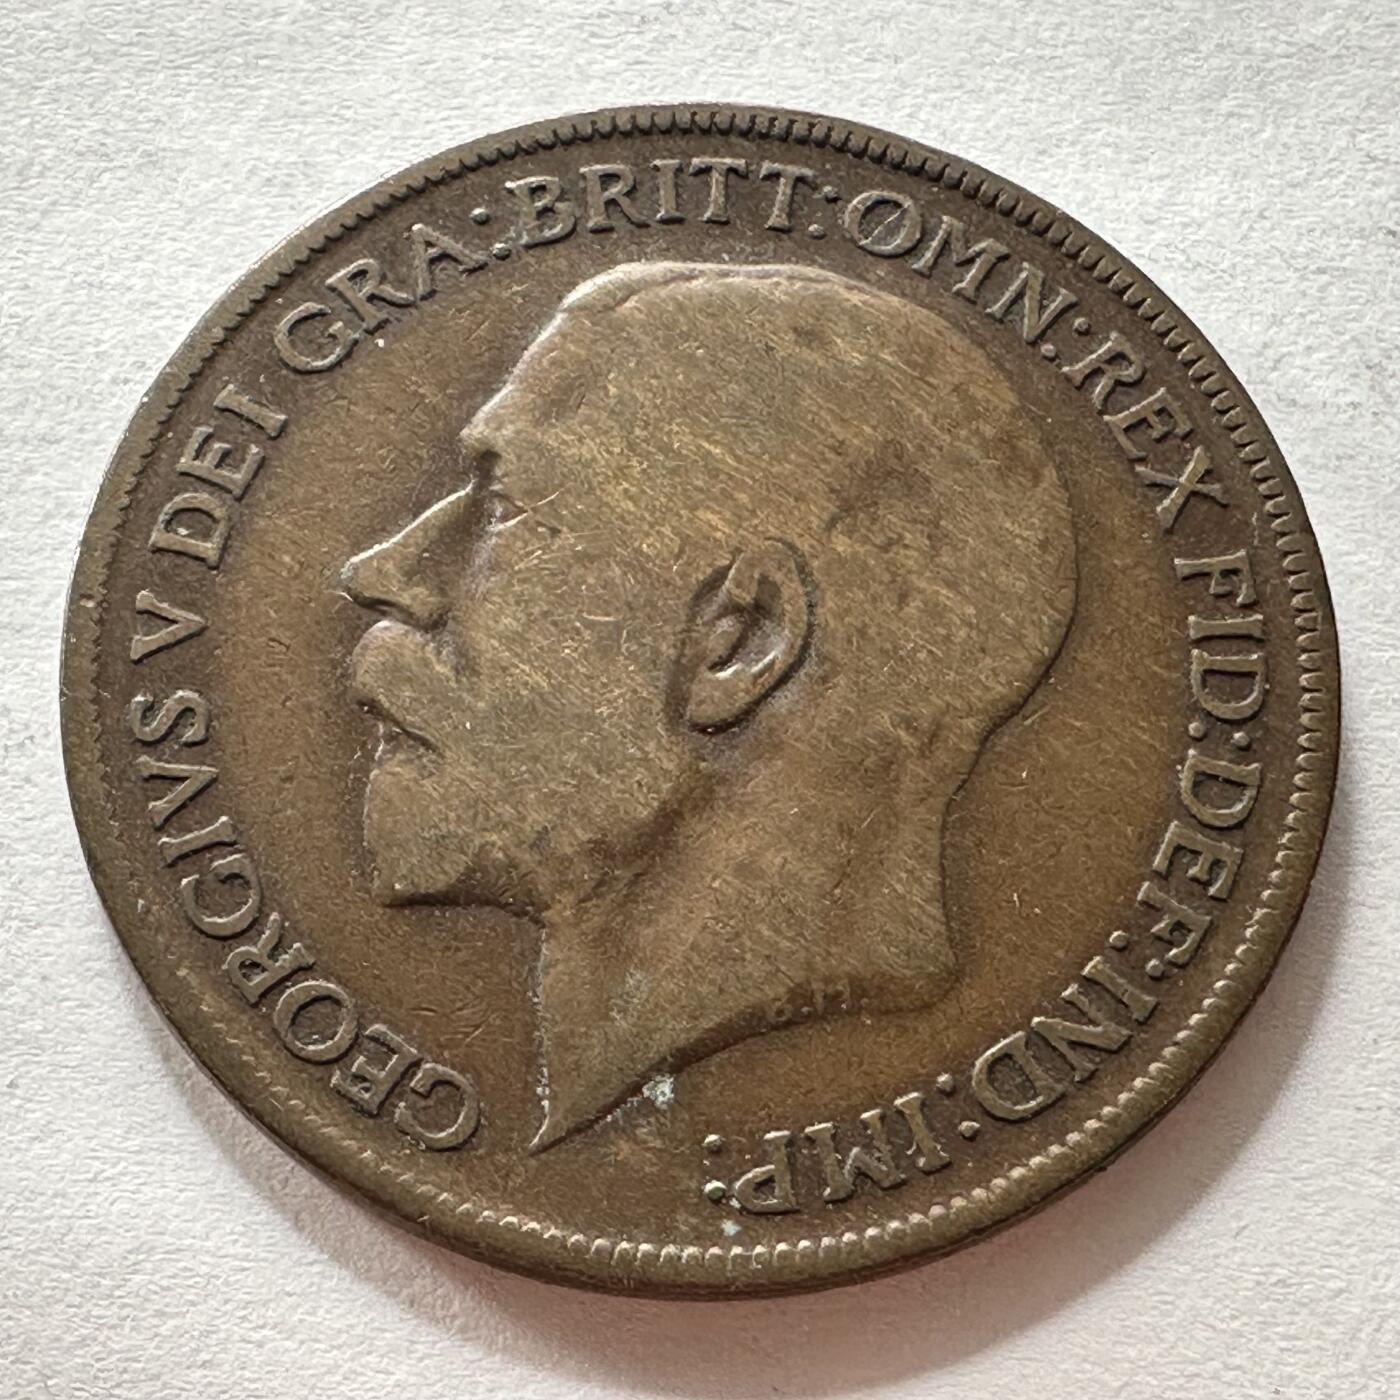 GEORGIVS V DEI GRA: BRITT: OMN: REX FID: DEF: IND: IMP:
B.M.